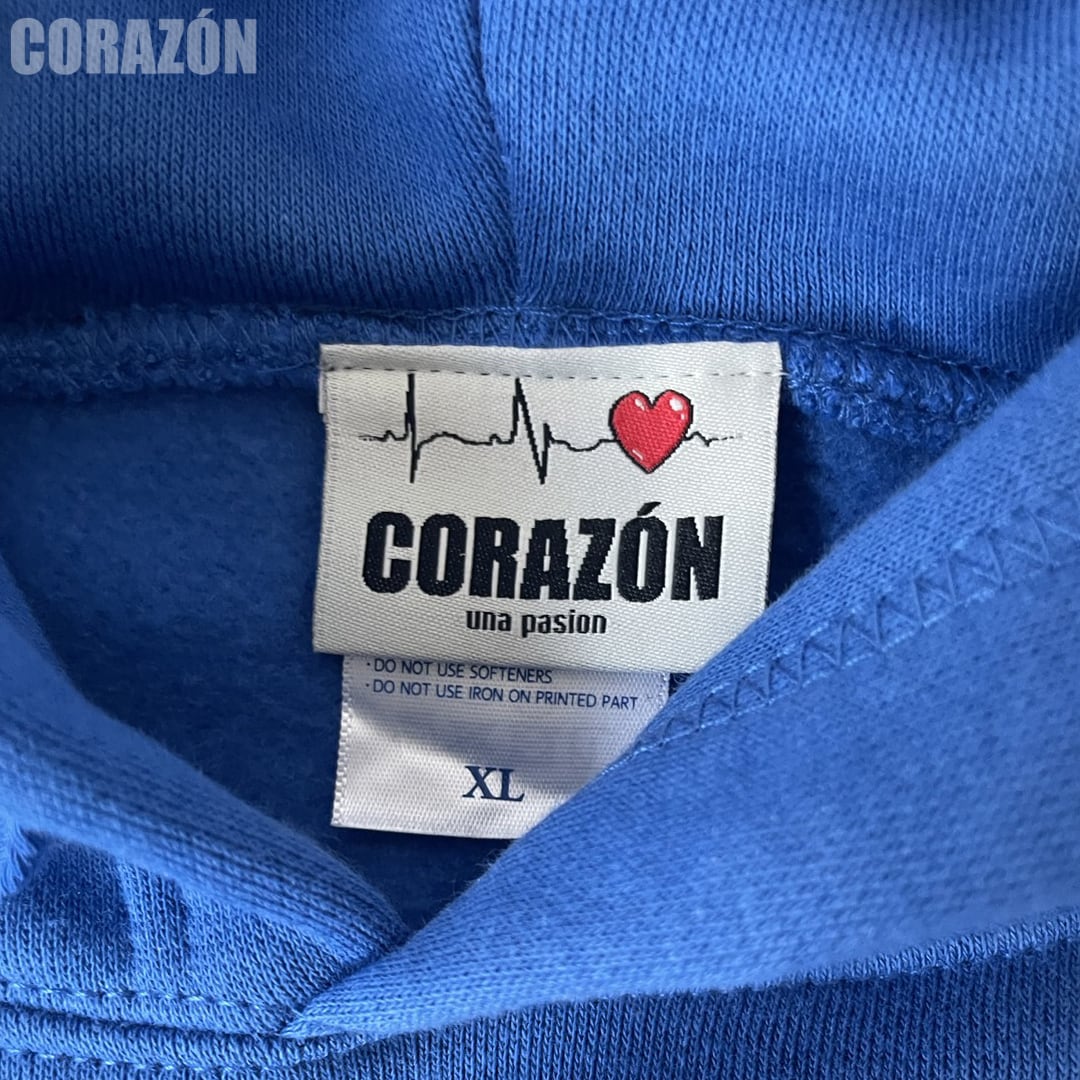 CORAZÓN
CORAZÓN
una pasion
· DO NOT USE SOFTENERS
· DO NOT USE IRON ON PRINTED PART
XL